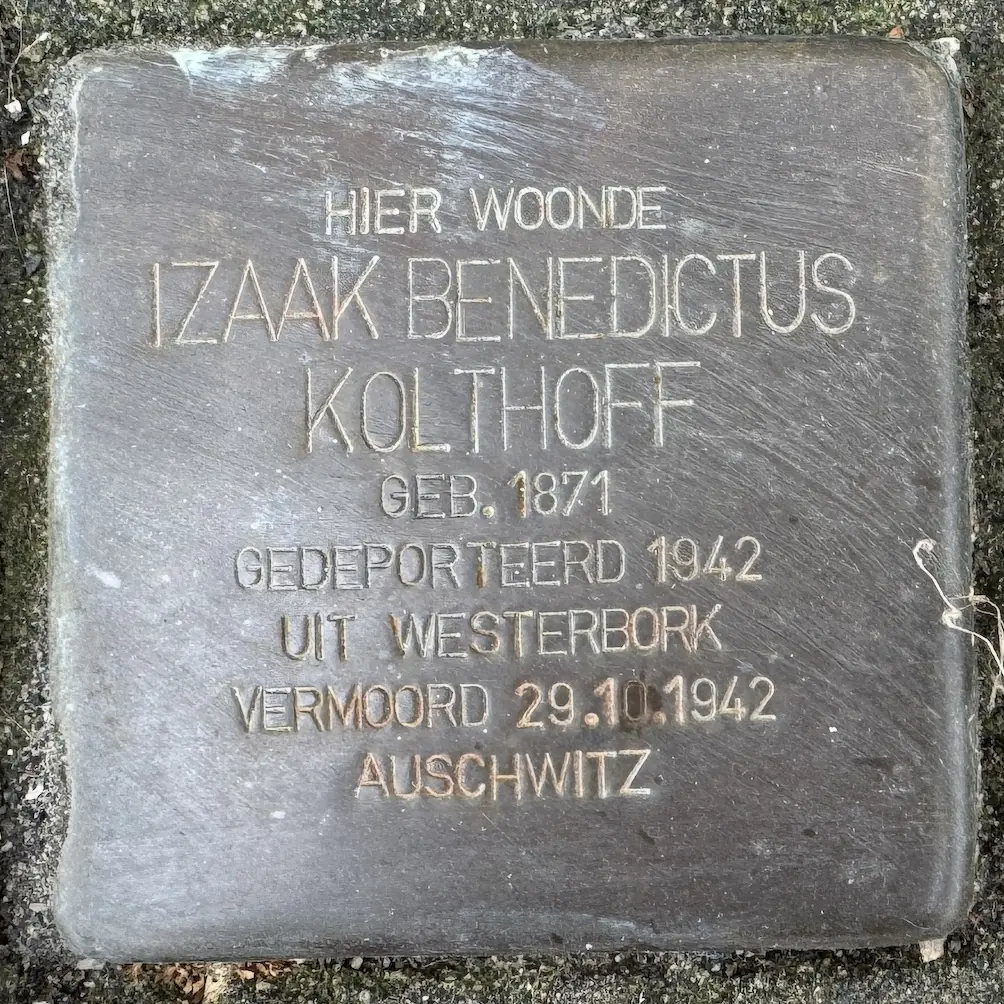 HIER WOONDE
IZAAK BENEDICTUS
KOLTHOFF
GEB. 1871
GEDEPORTEERD 1942
UIT WESTERBORK
VERMOORD 29.10.1942
AUSCHWITZ